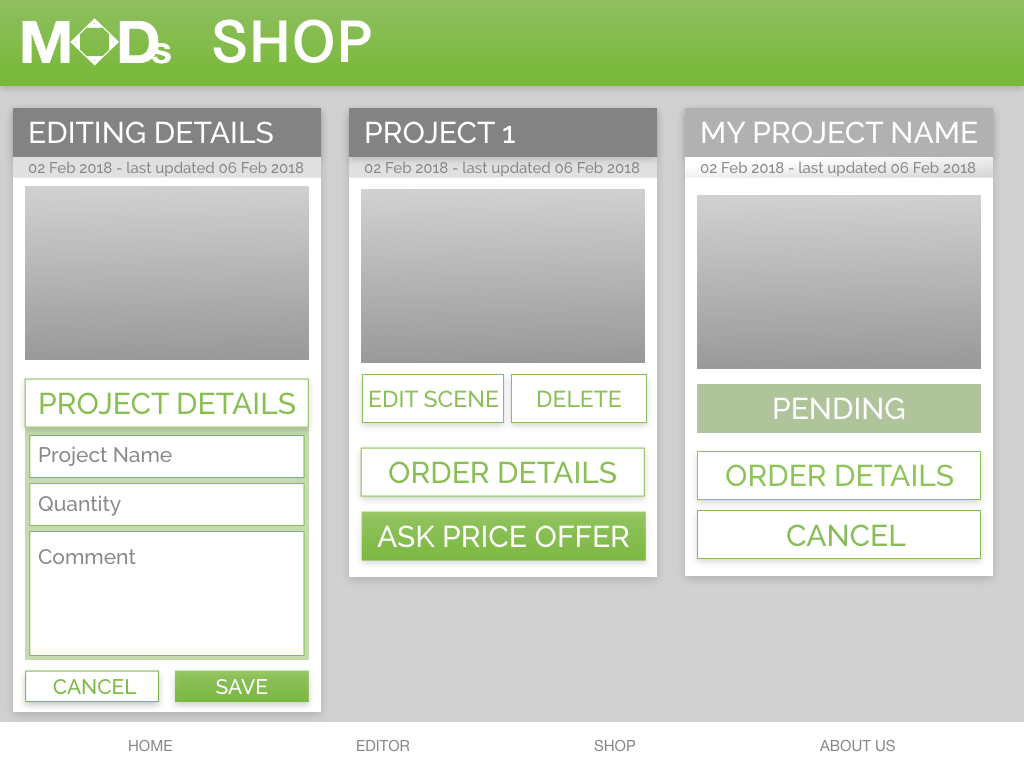 MODs SHOP
EDITING DETAILS
02 Feb 2018 - last updated 06 Feb 2018
PROJECT DETAILS
Project Name
Quantity
Comment
CANCEL
SAVE
PROJECT 1
02 Feb 2018 - last updated 06 Feb 2018
EDIT SCENE
DELETE
ORDER DETAILS
ASK PRICE OFFER
MY PROJECT NAME
02 Feb 2018 - last updated 06 Feb 2018
PENDING
ORDER DETAILS
CANCEL
HOME
EDITOR
SHOP
ABOUT US